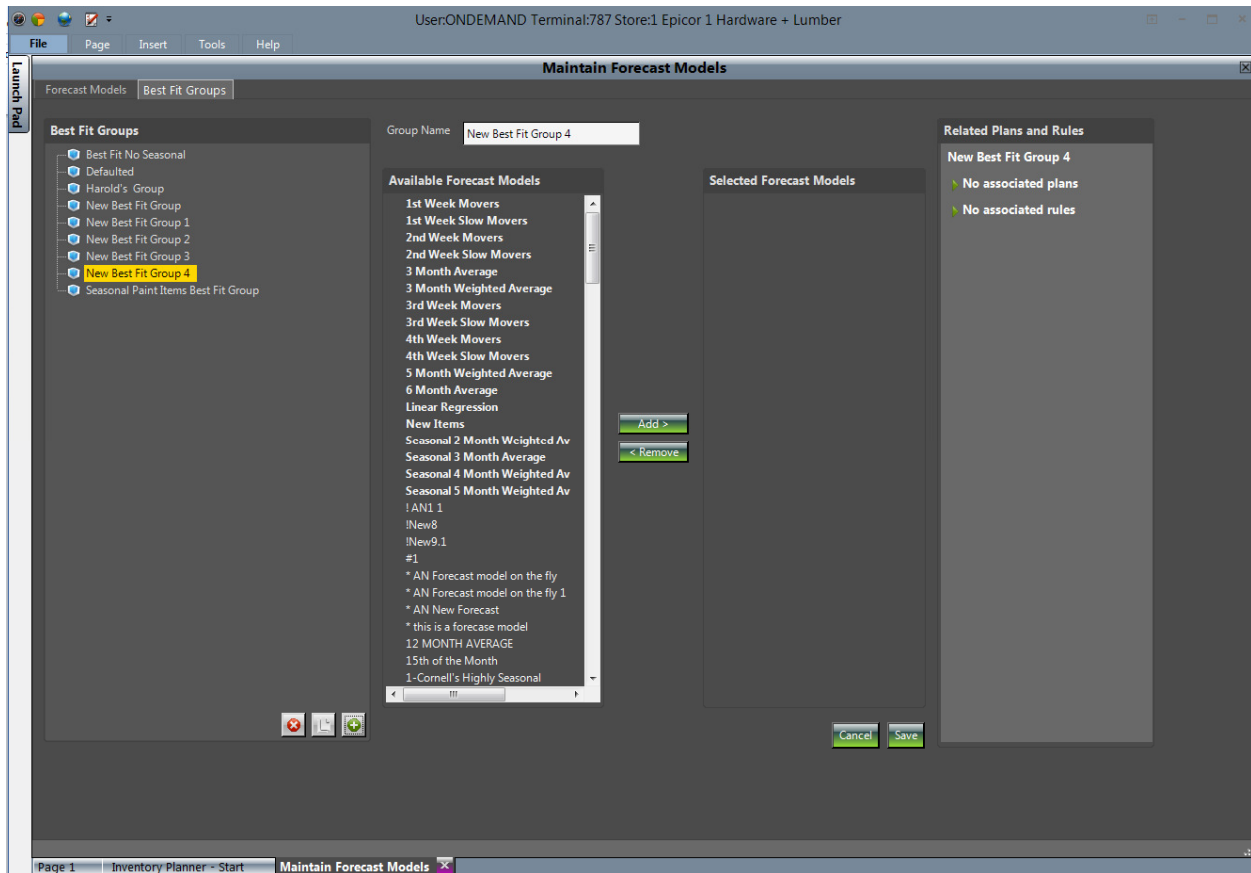 User:ONDEMAND Terminal:787 Store:1 Epicor 1 Hardware + Lumber
File Page Insert Tools Help
Launch Pad
Maintain Forecast Models
Forecast Models Best Fit Groups
Best Fit Groups
Best Fit No Seasonal
Defaulted
Harold's Group
New Best Fit Group
New Best Fit Group 1
New Best Fit Group 2
New Best Fit Group 3
New Best Fit Group 4
Seasonal Paint Items Best Fit Group
Group Name New Best Fit Group 4
Available Forecast Models
1st Week Movers
1st Week Slow Movers
2nd Week Movers
2nd Week Slow Movers
3 Month Average
3 Month Weighted Average
3rd Week Movers
3rd Week Slow Movers
4th Week Movers
4th Week Slow Movers
5 Month Weighted Average
6 Month Average
Linear Regression
New Items
Seasonal 2 Month Weighted Av
Seasonal 3 Month Average
Seasonal 4 Month Weighted Av
Seasonal 5 Month Weighted Av
! AN1 1
!New8
!New9.1
#1
* AN Forecast model on the fly
* AN Forecast model on the fly 1
* AN New Forecast
* this is a forecase model
12 MONTH AVERAGE
15th of the Month
1-Cornell's Highly Seasonal
Add >
< Remove
Selected Forecast Models
Cancel Save
Related Plans and Rules
New Best Fit Group 4
No associated plans
No associated rules
Page 1 Inventory Planner - Start Maintain Forecast Models